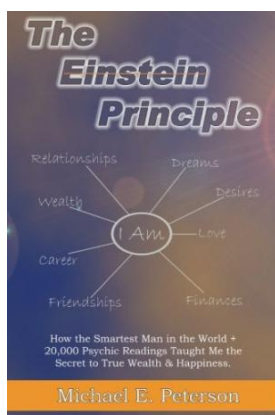 The
Einstein
Principle
Relationships
Dreams
Wealth
Desires
I Am
Love
Career
Friendships
Finances
How the Smartest Man in the World +
20,000 Psychic Readings Taught Me the
Secret to True Wealth & Happiness.
Michael E. Peterson